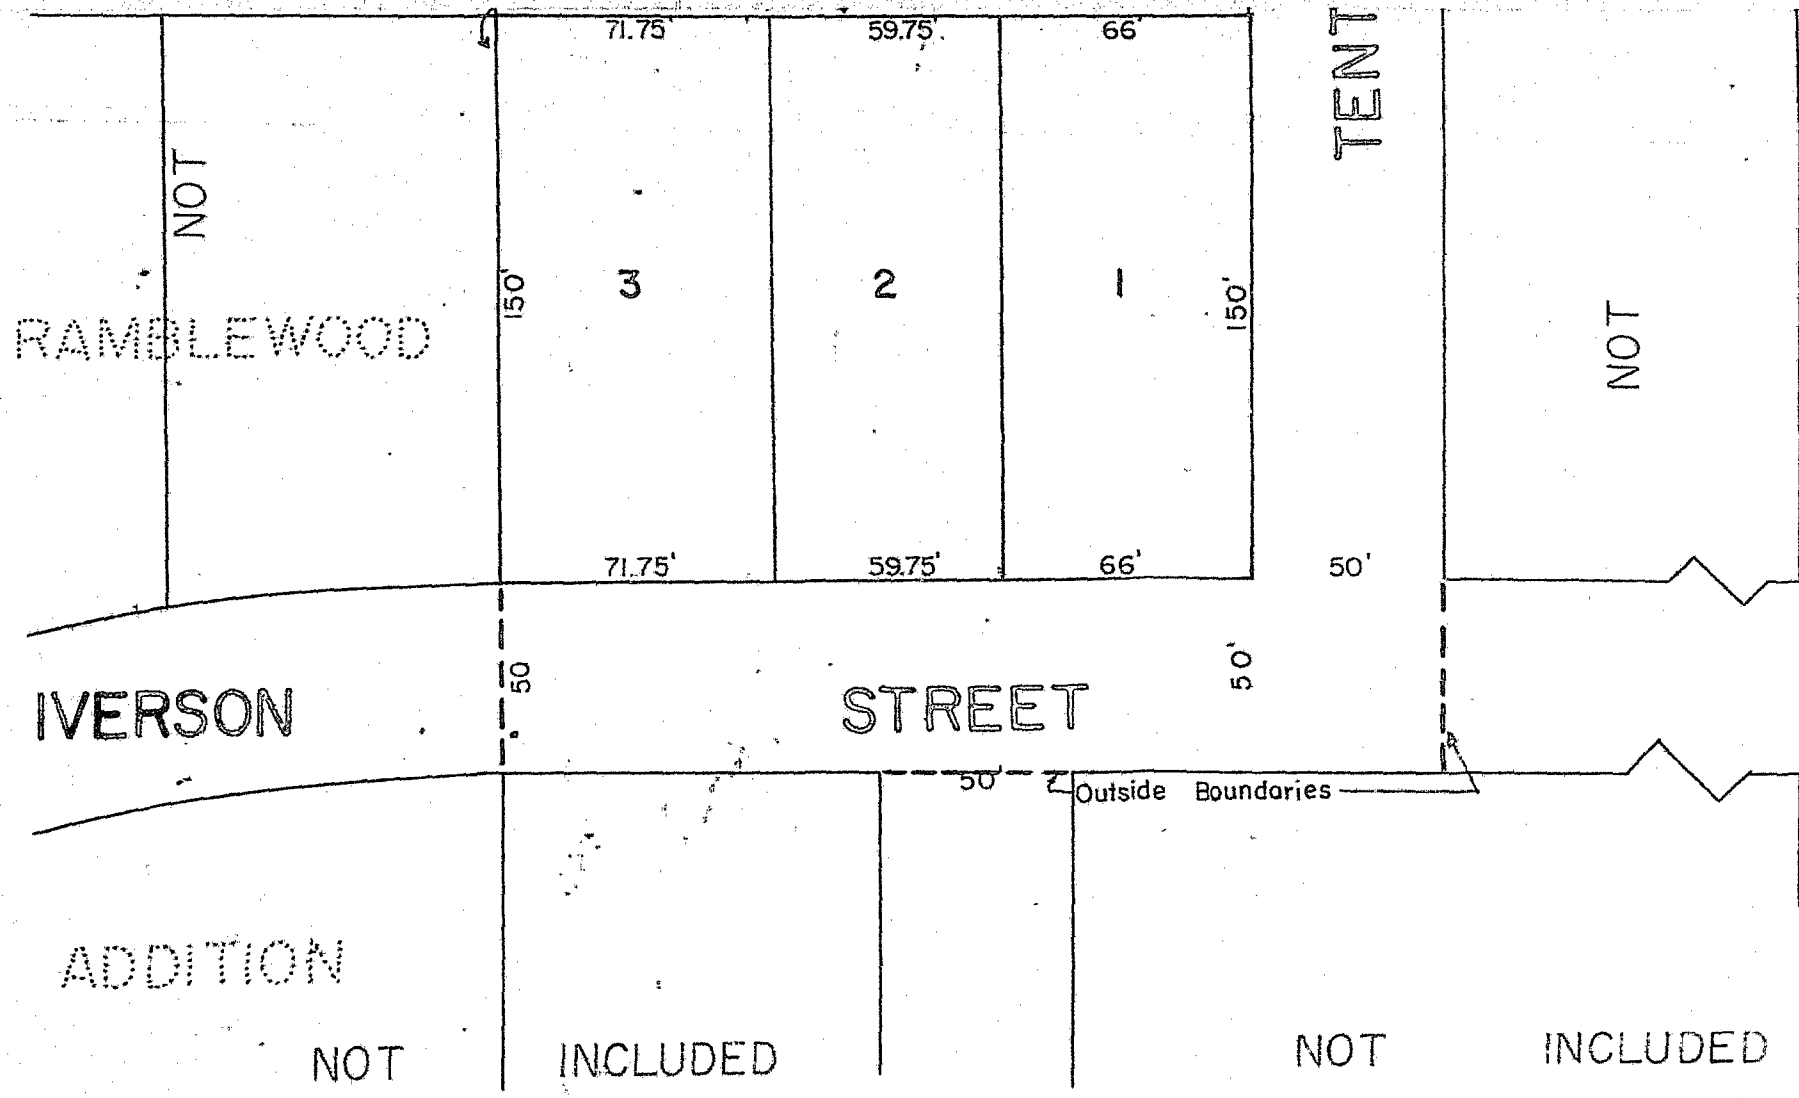 71.75' 59.75' 66'
TENT
NOT
150' 3 2 1 150'
RAMBLEWOOD
NOT
71.75' 59.75' 66' 50'
50 50'
IVERSON STREET
50'
Outside Boundaries
ADDITION
NOT INCLUDED NOT INCLUDED